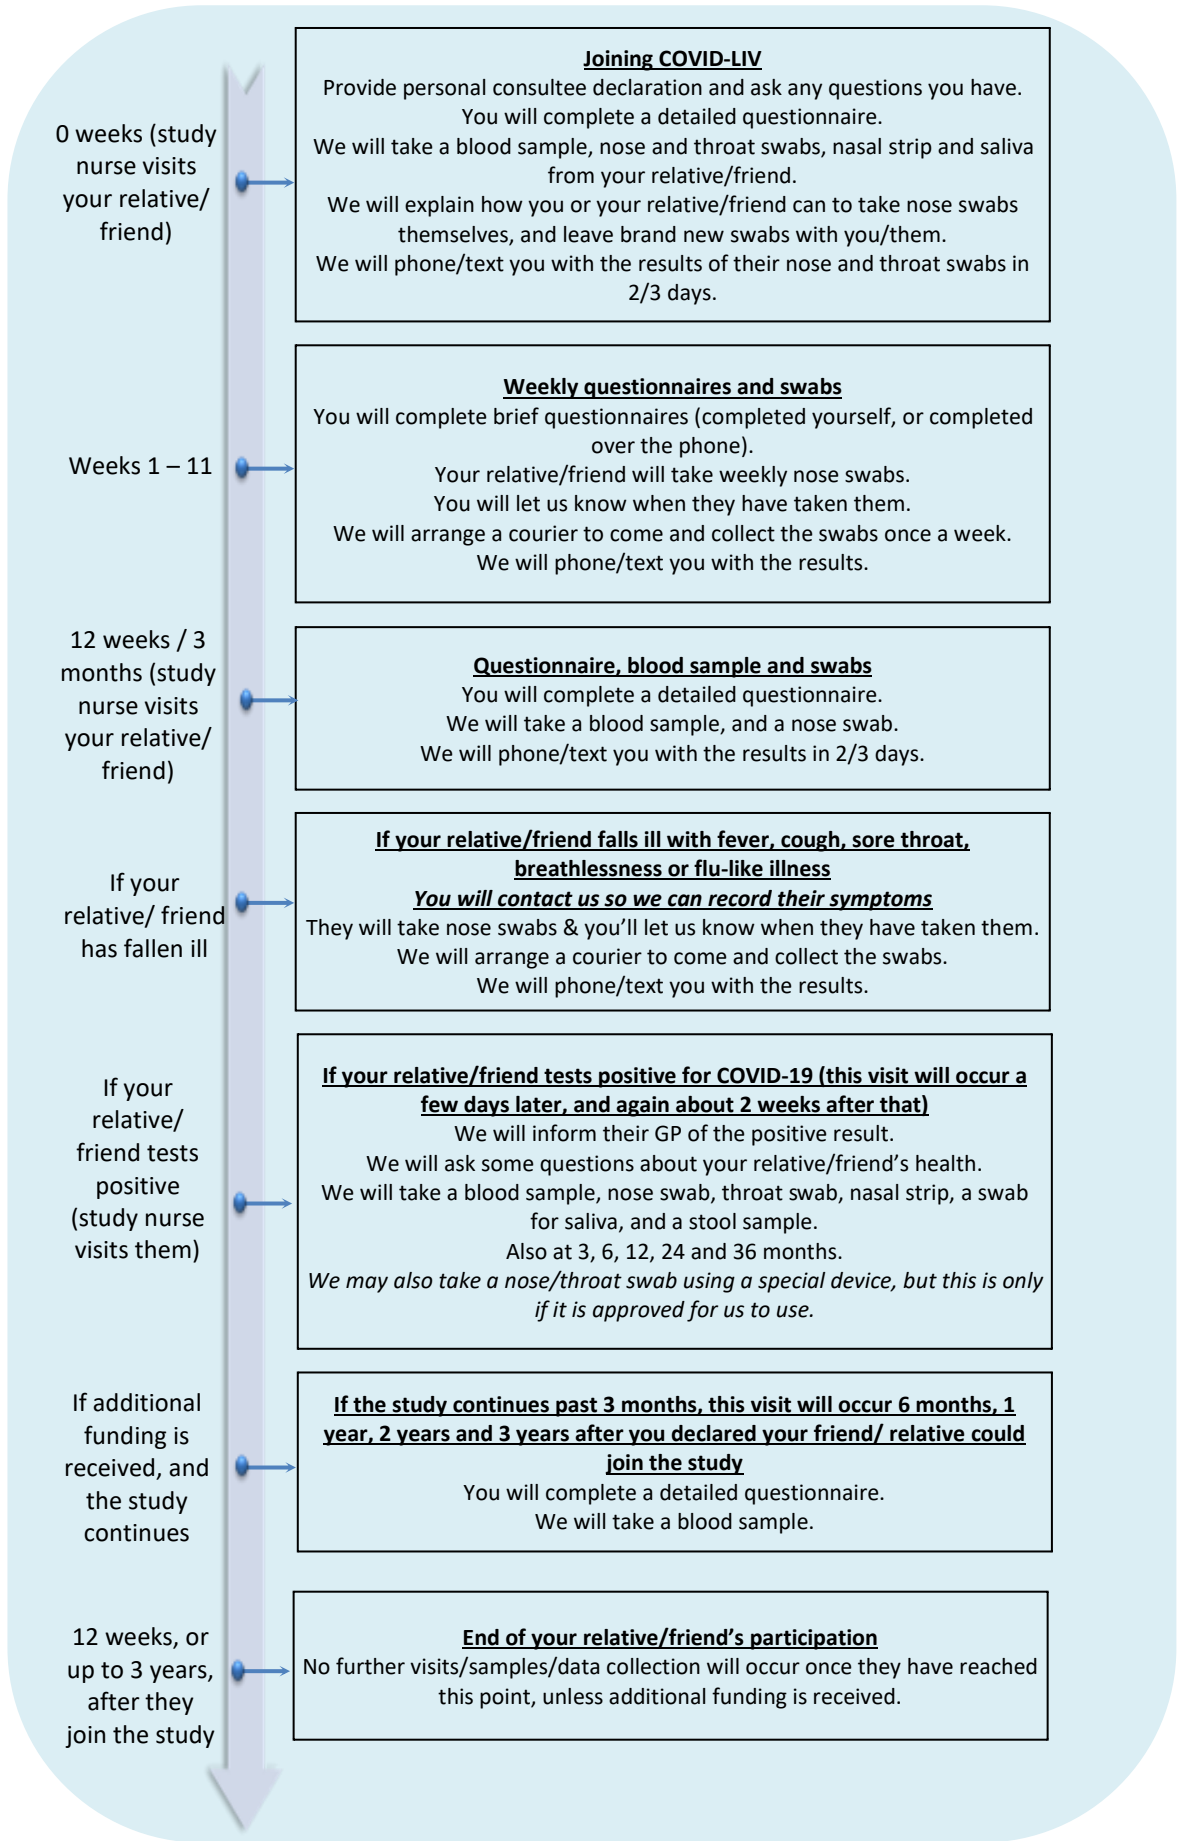 0 weeks (study
nurse visits
your relative/
friend)
Joining COVID-LIV
Provide personal consultee declaration and ask any questions you have.
You will complete a detailed questionnaire.
We will take a blood sample, nose and throat swabs, nasal strip and saliva
from your relative/friend.
We will explain how you or your relative/friend can to take nose swabs
themselves, and leave brand new swabs with you/them.
We will phone/text you with the results of their nose and throat swabs in
2/3 days.
Weeks 1 – 11
Weekly questionnaires and swabs
You will complete brief questionnaires (completed yourself, or completed
over the phone).
Your relative/friend will take weekly nose swabs.
You will let us know when they have taken them.
We will arrange a courier to come and collect the swabs once a week.
We will phone/text you with the results.
12 weeks / 3
months (study
nurse visits
your relative/
friend)
Questionnaire, blood sample and swabs
You will complete a detailed questionnaire.
We will take a blood sample, and a nose swab.
We will phone/text you with the results in 2/3 days.
If your
relative/ friend
has fallen ill
If your relative/friend falls ill with fever, cough, sore throat,
breathlessness or flu-like illness
You will contact us so we can record their symptoms
They will take nose swabs & you’ll let us know when they have taken them.
We will arrange a courier to come and collect the swabs.
We will phone/text you with the results.
If your
relative/
friend tests
positive
(study nurse
visits them)
If your relative/friend tests positive for COVID-19 (this visit will occur a
few days later, and again about 2 weeks after that)
We will inform their GP of the positive result.
We will ask some questions about your relative/friend’s health.
We will take a blood sample, nose swab, throat swab, nasal strip, a swab
for saliva, and a stool sample.
Also at 3, 6, 12, 24 and 36 months.
We may also take a nose/throat swab using a special device, but this is only
if it is approved for us to use.
If additional
funding is
received, and
the study
continues
If the study continues past 3 months, this visit will occur 6 months, 1
year, 2 years and 3 years after you declared your friend/ relative could
join the study
You will complete a detailed questionnaire.
We will take a blood sample.
12 weeks, or
up to 3 years,
after they
join the study
End of your relative/friend’s participation
No further visits/samples/data collection will occur once they have reached
this point, unless additional funding is received.